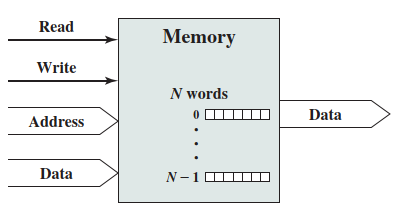 Read
Write
Address
Data
Memory
N words
0
N – 1
Data